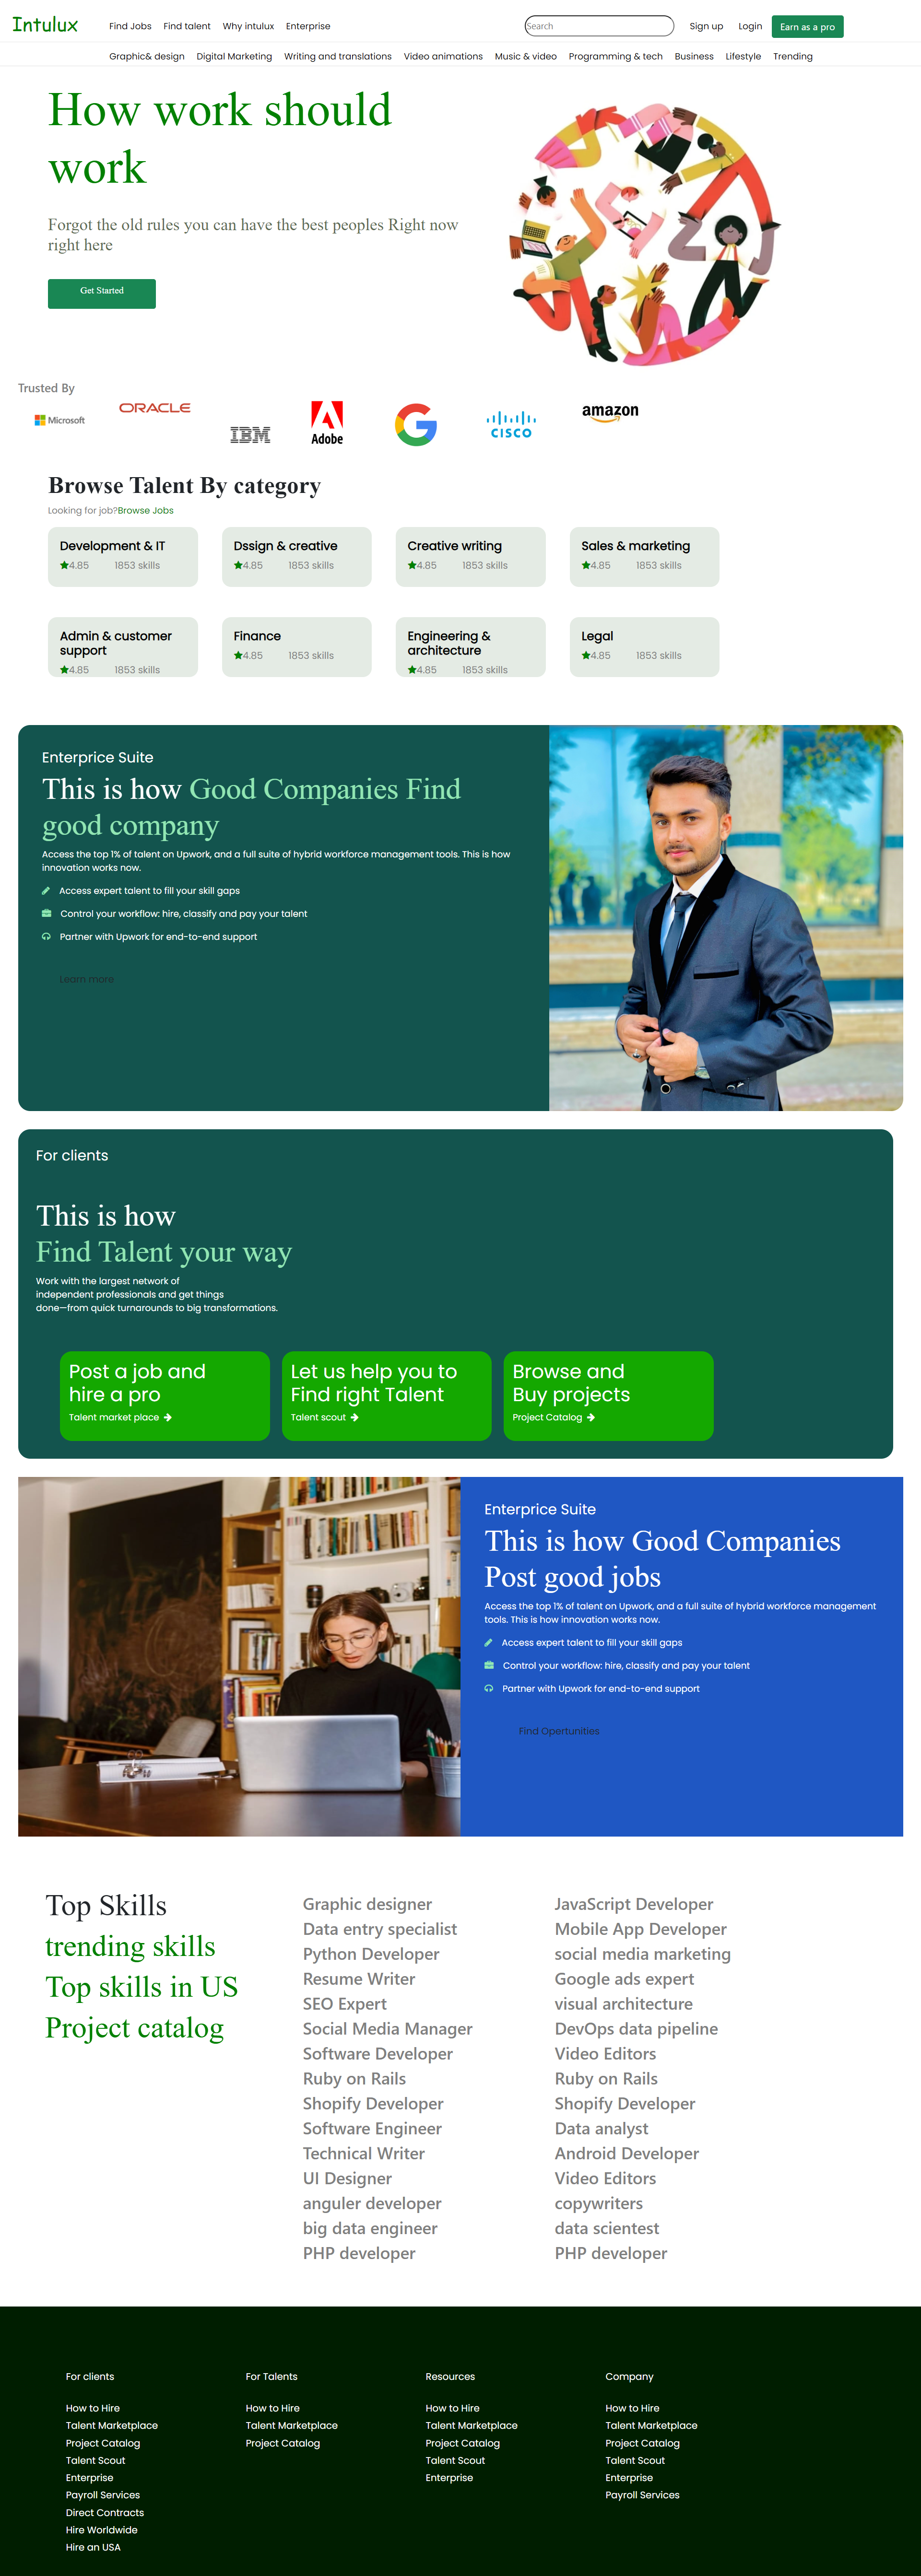 Intulux
Find Jobs Find talent Why intulux Enterprise Search Sign up Login Earn as a pro
Graphic& design Digital Marketing Writing and translations Video animations Music & video Programming & tech Business Lifestyle Trending
How work should
work
Forgot the old rules you can have the best peoples Right now
right here
Get Started
Trusted By
Microsoft ORACLE IBM Adobe CISCO amazon
Browse Talent By category
Looking for job?Browse Jobs
Development & IT
4.85 1853 skills
Dssign & creative
4.85 1853 skills
Creative writing
4.85 1853 skills
Sales & marketing
4.85 1853 skills
Admin & customer
support
4.85 1853 skills
Finance
4.85 1853 skills
Engineering &
architecture
4.85 1853 skills
Legal
4.85 1853 skills
Enterprice Suite
This is how Good Companies Find
good company
Access the top 1% of talent on Upwork, and a full suite of hybrid workforce management tools. This is how
innovation works now.
Access expert talent to fill your skill gaps
Control your workflow: hire, classify and pay your talent
Partner with Upwork for end-to-end support
Learn more
For clients
This is how
Find Talent your way
Work with the largest network of
independent professionals and get things
done—from quick turnarounds to big transformations.
Post a job and
hire a pro
Talent market place
Let us help you to
Find right Talent
Talent scout
Browse and
Buy projects
Project Catalog
Enterprice Suite
This is how Good Companies
Post good jobs
Access the top 1% of talent on Upwork, and a full suite of hybrid workforce management
tools. This is how innovation works now.
Access expert talent to fill your skill gaps
Control your workflow: hire, classify and pay your talent
Partner with Upwork for end-to-end support
Find Opertunities
Top Skills
trending skills
Top skills in US
Project catalog
Graphic designer
Data entry specialist
Python Developer
Resume Writer
SEO Expert
Social Media Manager
Software Developer
Ruby on Rails
Shopify Developer
Software Engineer
Technical Writer
UI Designer
anguler developer
big data engineer
PHP developer
JavaScript Developer
Mobile App Developer
social media marketing
Google ads expert
visual architecture
DevOps data pipeline
Video Editors
Ruby on Rails
Shopify Developer
Data analyst
Android Developer
Video Editors
copywriters
data scientest
PHP developer
For clients
How to Hire
Talent Marketplace
Project Catalog
Talent Scout
Enterprise
Payroll Services
Direct Contracts
Hire Worldwide
Hire an USA
For Talents
How to Hire
Talent Marketplace
Project Catalog
Resources
How to Hire
Talent Marketplace
Project Catalog
Talent Scout
Enterprise
Company
How to Hire
Talent Marketplace
Project Catalog
Talent Scout
Enterprise
Payroll Services